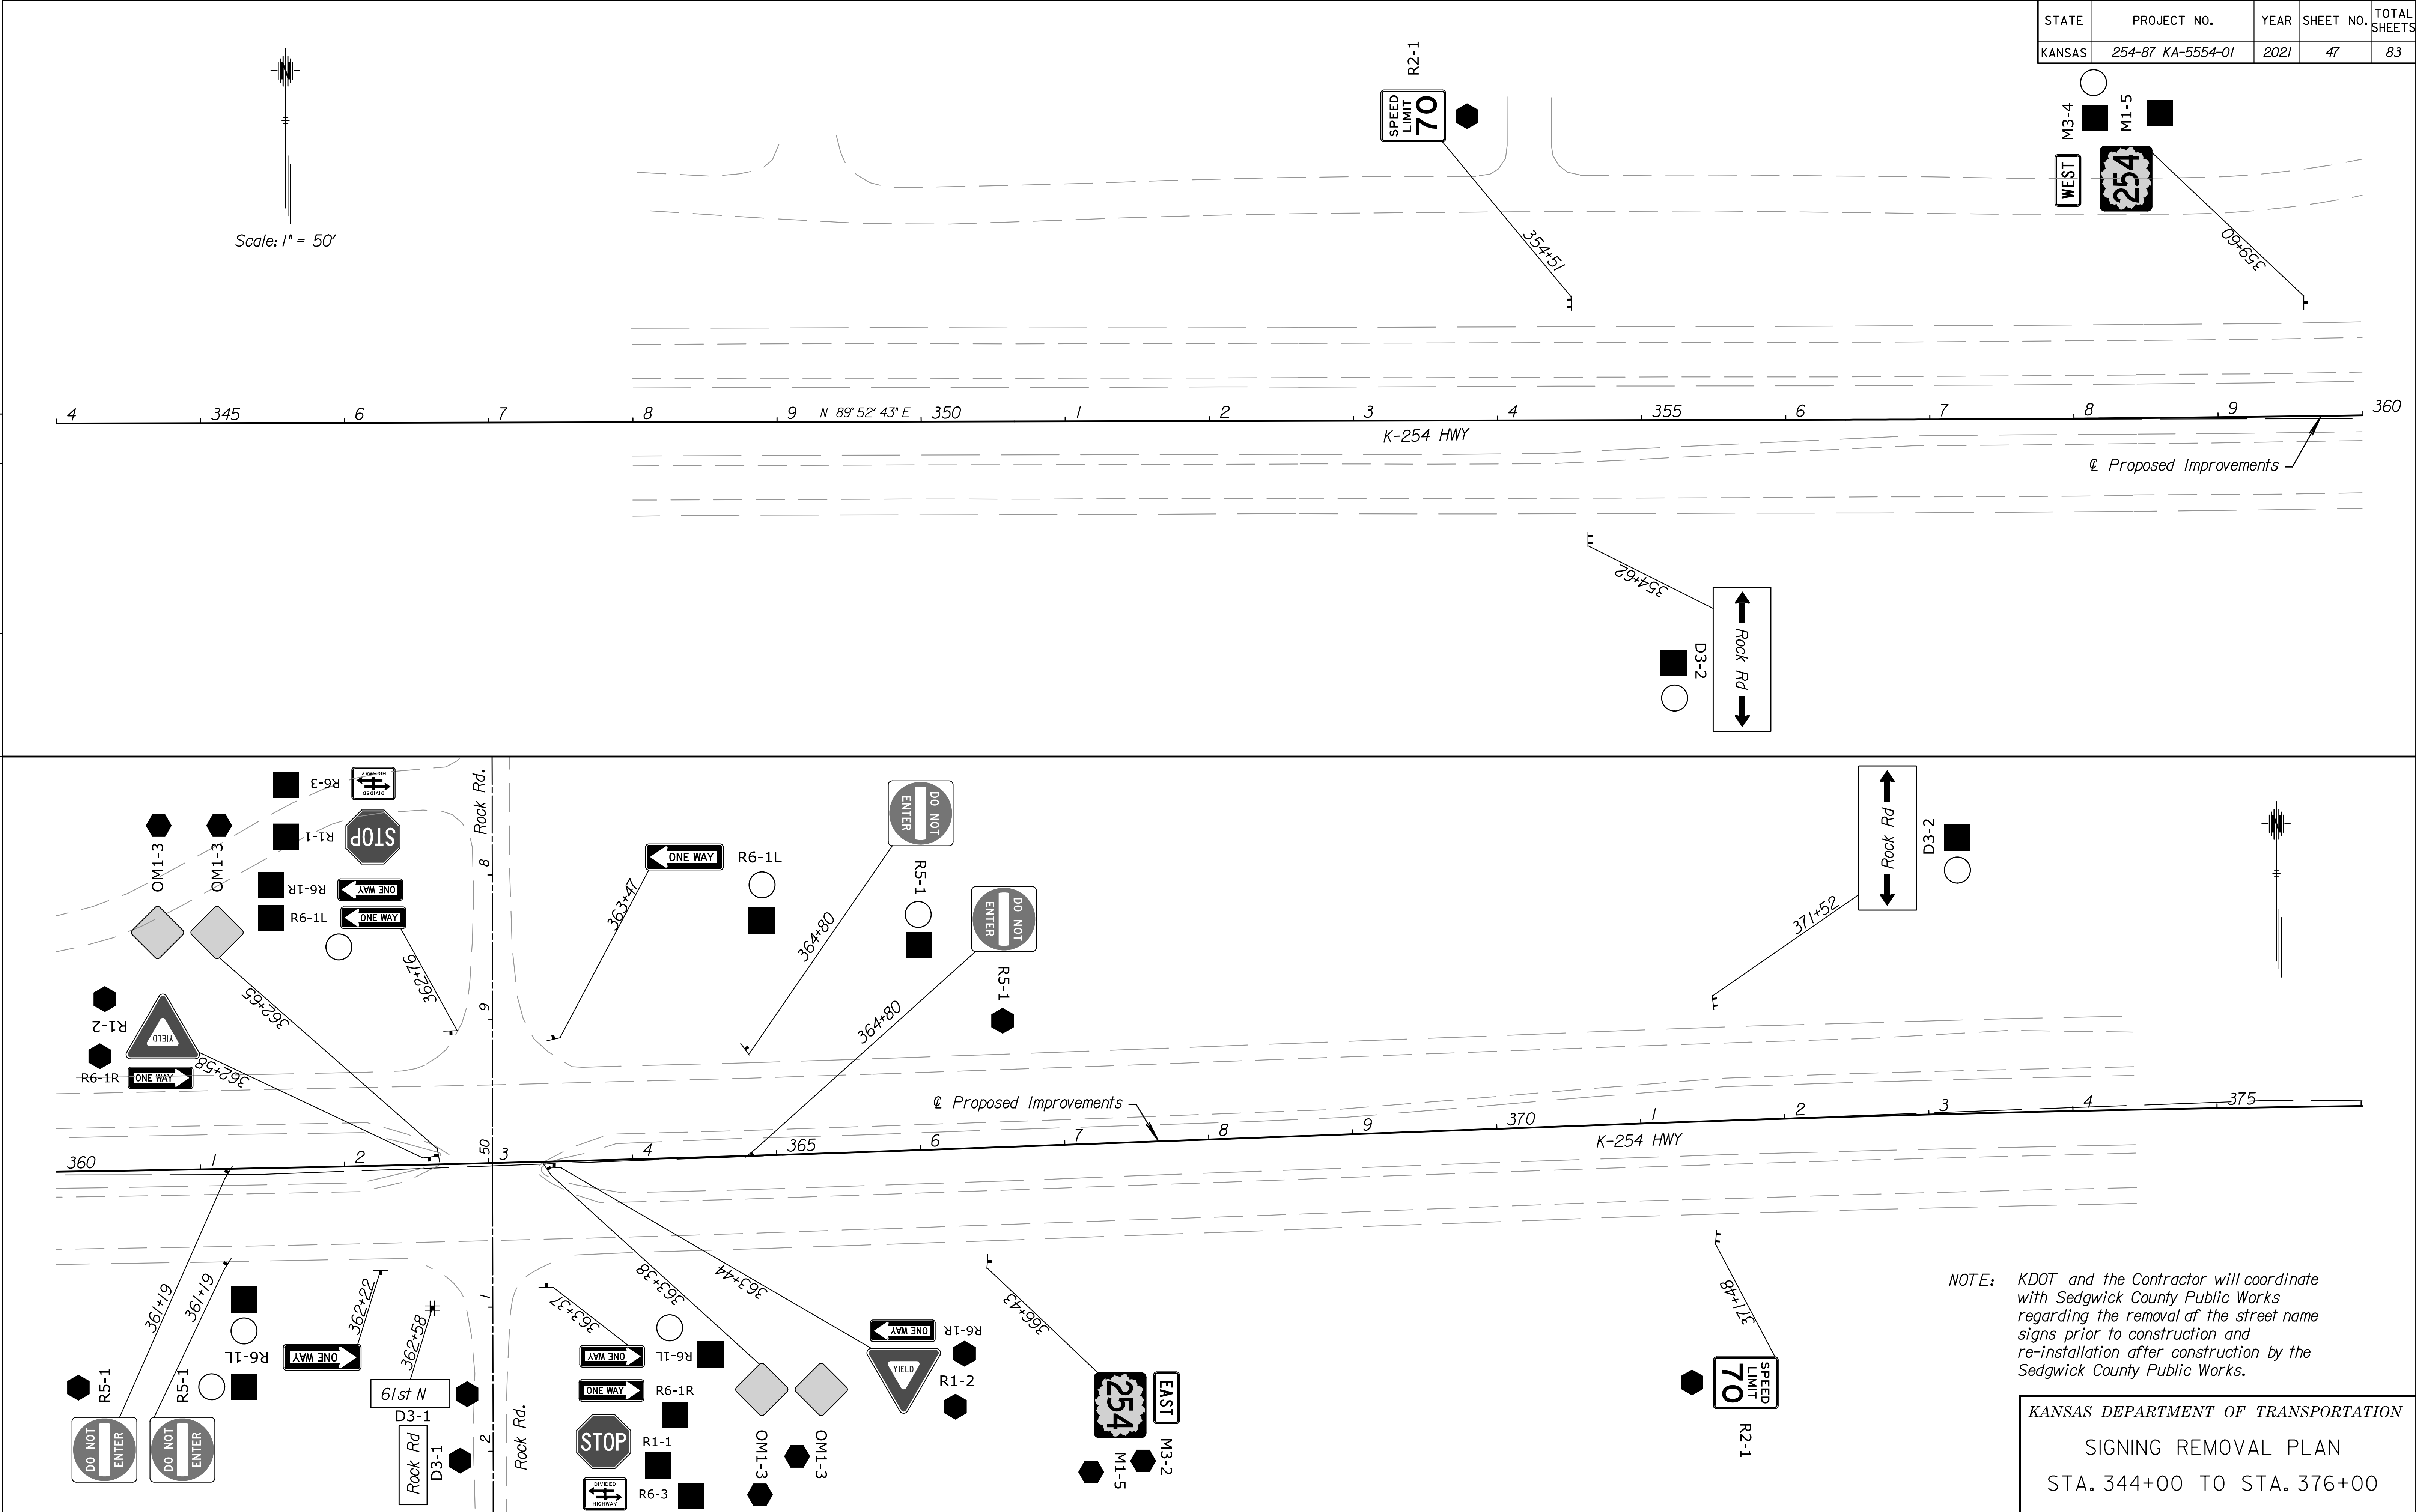 STATE
PROJECT NO.
YEAR
SHEET NO.
TOTAL
SHEETS
KANSAS
254-87 KA-5554-01
2021
47
83
N
Scale: 1" = 50'
R2-1
SPEED
LIMIT
70
354+51
M3-4
M1-5
WEST
254
359+60
4
345
6
7
8
9
N 89° 52' 43" E
350
1
2
3
4
355
6
7
8
9
360
K-254 HWY
℄ Proposed Improvements
354+62
D3-2
Rock Rd
R6-3
DIVIDED
HIGHWAY
R1-1
STOP
OM1-3
OM1-3
R6-1R
ONE WAY
R6-1L
ONE WAY
362+76
362+65
R1-2
YIELD
R6-1R
ONE WAY
362+58
Rock Rd.
8
9
50
1
2
Rock Rd.
ONE WAY
R6-1L
363+47
DO NOT
ENTER
R5-1
364+80
DO NOT
ENTER
R5-1
364+80
Rock Rd
D3-2
371+52
N
℄ Proposed Improvements
360
1
2
3
4
365
6
7
8
9
370
1
2
3
4
375
K-254 HWY
361+19
361+19
R5-1
DO NOT
ENTER
R5-1
DO NOT
ENTER
R6-1L
ONE WAY
362+22
362+58
61st N
D3-1
Rock Rd
D3-1
363+37
ONE WAY
R6-1L
ONE WAY
R6-1R
STOP
R1-1
DIVIDED
HIGHWAY
R6-3
363+38
OM1-3
OM1-3
363+44
ONE WAY
R6-1R
YIELD
R1-2
366+43
254
EAST
M1-5
M3-2
371+48
SPEED
LIMIT
70
R2-1
NOTE: KDOT and the Contractor will coordinate
with Sedgwick County Public Works
regarding the removal af the street name
signs prior to construction and
re-installation after construction by the
Sedgwick County Public Works.
KANSAS DEPARTMENT OF TRANSPORTATION
SIGNING REMOVAL PLAN
STA. 344+00 TO STA. 376+00